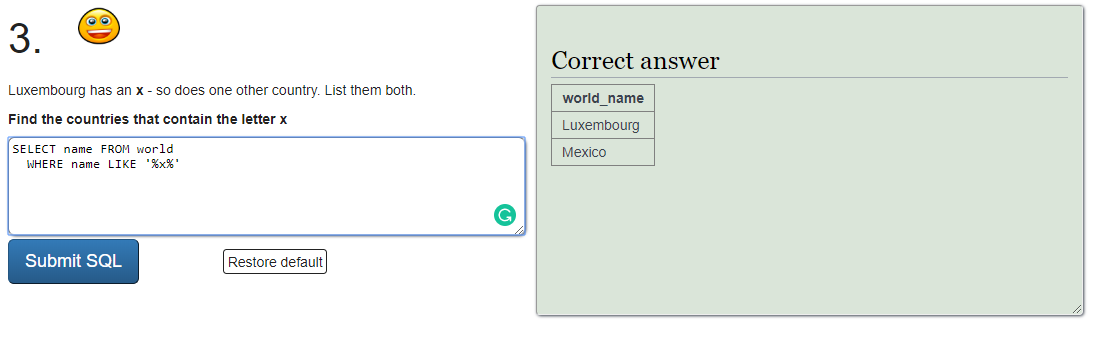 3.
Luxembourg has an x - so does one other country. List them both.
Find the countries that contain the letter x
SELECT name FROM world
  WHERE name LIKE '%x%'
Submit SQL
Restore default
Correct answer
world_name
Luxembourg
Mexico